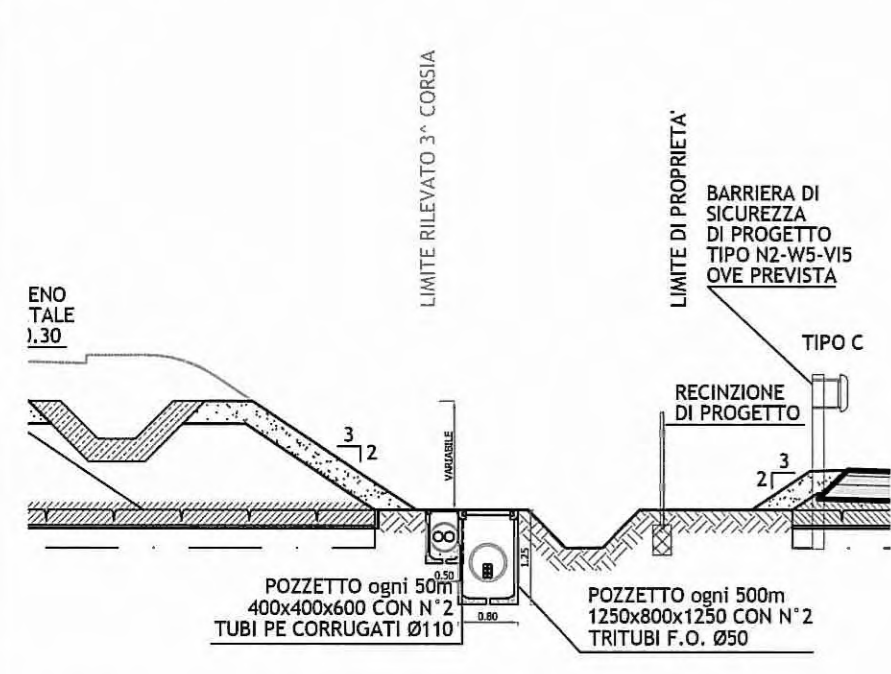 LIMITE RILEVATO 3^ CORSIA
LIMITE DI PROPRIETA'
BARRIERA DI
SICUREZZA
DI PROGETTO
TIPO N2-W5-VI5
OVE PREVISTA
ENO
TALE
0.30
TIPO C
RECINZIONE
DI PROGETTO
3
2
VARIABILE
3
2
0.50
1.25
0.80
POZZETTO ogni 50m
400x400x600 CON N°2
TUBI PE CORRUGATI Ø110
POZZETTO ogni 500m
1250x800x1250 CON N°2
TRITUBI F.O. Ø50